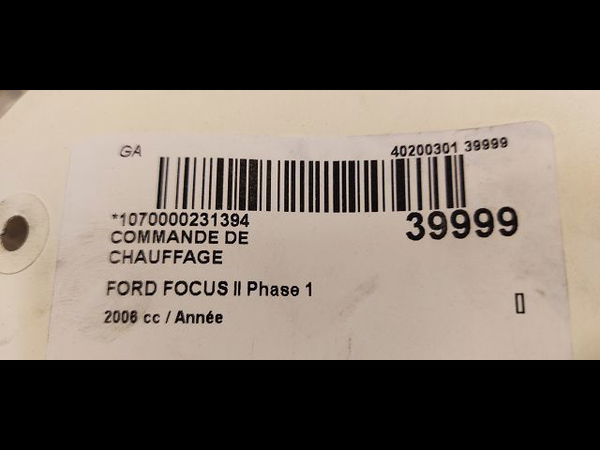 GA 40200301 39999
*1070000231394 39999
COMMANDE DE
CHAUFFAGE
FORD FOCUS II Phase 1
2006 cc / Année